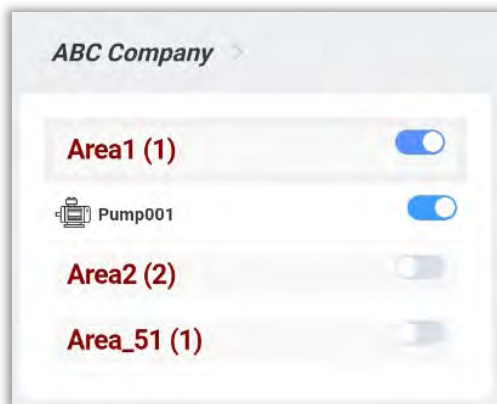 ABC Company
Area1 (1)
Pump001
Area2 (2)
Area_51 (1)